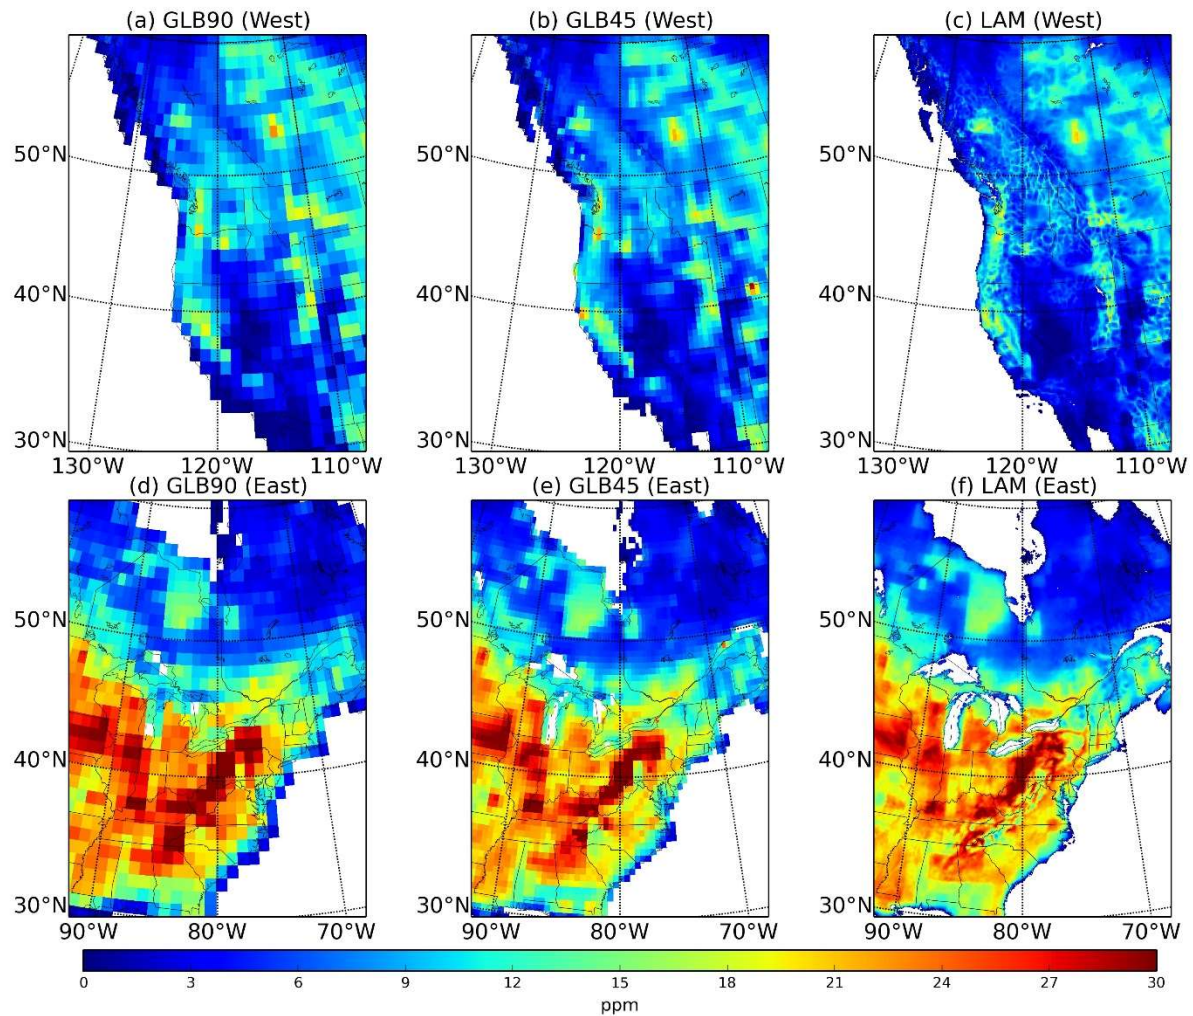 (a) GLB90 (West) (b) GLB45 (West) (c) LAM (West)
50°N 50°N 50°N
40°N 40°N 40°N
30°N 30°N 30°N
130°W 120°W 110°W 130°W 120°W 110°W 130°W 120°W 110°W
(d) GLB90 (East) (e) GLB45 (East) (f) LAM (East)
50°N 50°N 50°N
40°N 40°N 40°N
30°N 30°N 30°N
90°W 80°W 70°W 90°W 80°W 70°W 90°W 80°W 70°W
0 3 6 9 12 15 18 21 24 27 30
ppm